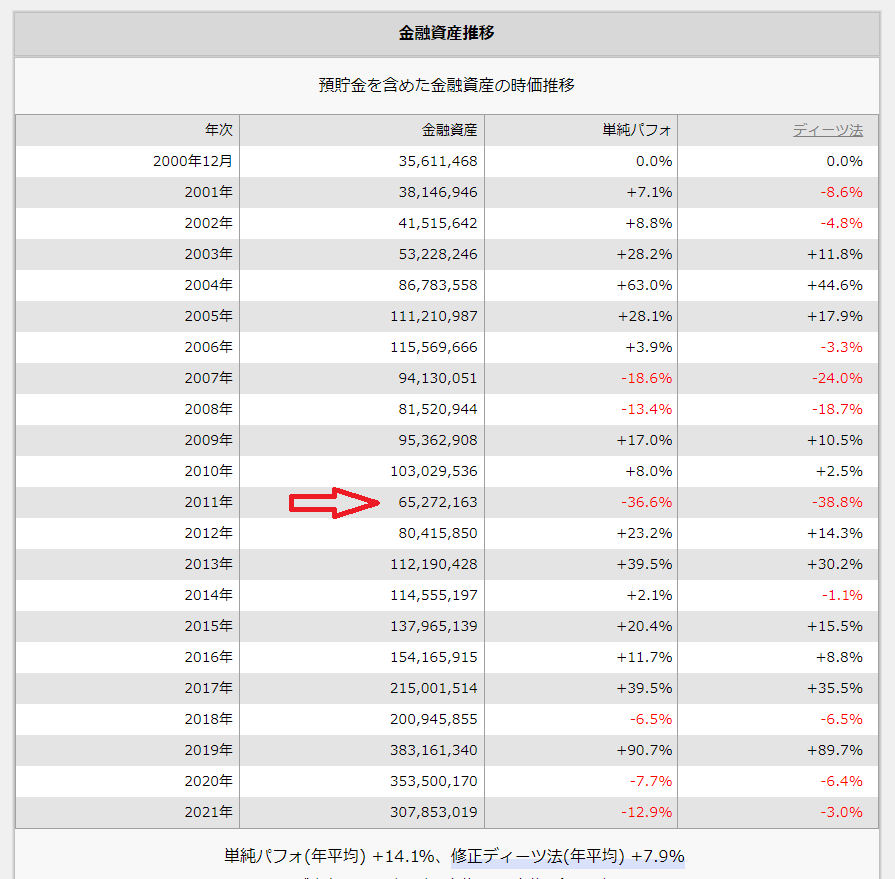 金融資産推移
預貯金を含めた金融資産の時価推移
年次 金融資産 単純パフォ ディーツ法
2000年12月 35,611,468 0.0% 0.0%
2001年 38,146,946 +7.1% -8.6%
2002年 41,515,642 +8.8% -4.8%
2003年 53,228,246 +28.2% +11.8%
2004年 86,783,558 +63.0% +44.6%
2005年 111,210,987 +28.1% +17.9%
2006年 115,569,666 +3.9% -3.3%
2007年 94,130,051 -18.6% -24.0%
2008年 81,520,944 -13.4% -18.7%
2009年 95,362,908 +17.0% +10.5%
2010年 103,029,536 +8.0% +2.5%
2011年 65,272,163 -36.6% -38.8%
2012年 80,415,850 +23.2% +14.3%
2013年 112,190,428 +39.5% +30.2%
2014年 114,555,197 +2.1% -1.1%
2015年 137,965,139 +20.4% +15.5%
2016年 154,165,915 +11.7% +8.8%
2017年 215,001,514 +39.5% +35.5%
2018年 200,945,855 -6.5% -6.5%
2019年 383,161,340 +90.7% +89.7%
2020年 353,500,170 -7.7% -6.4%
2021年 307,853,019 -12.9% -3.0%
単純パフォ(年平均) +14.1%、修正ディーツ法(年平均) +7.9%